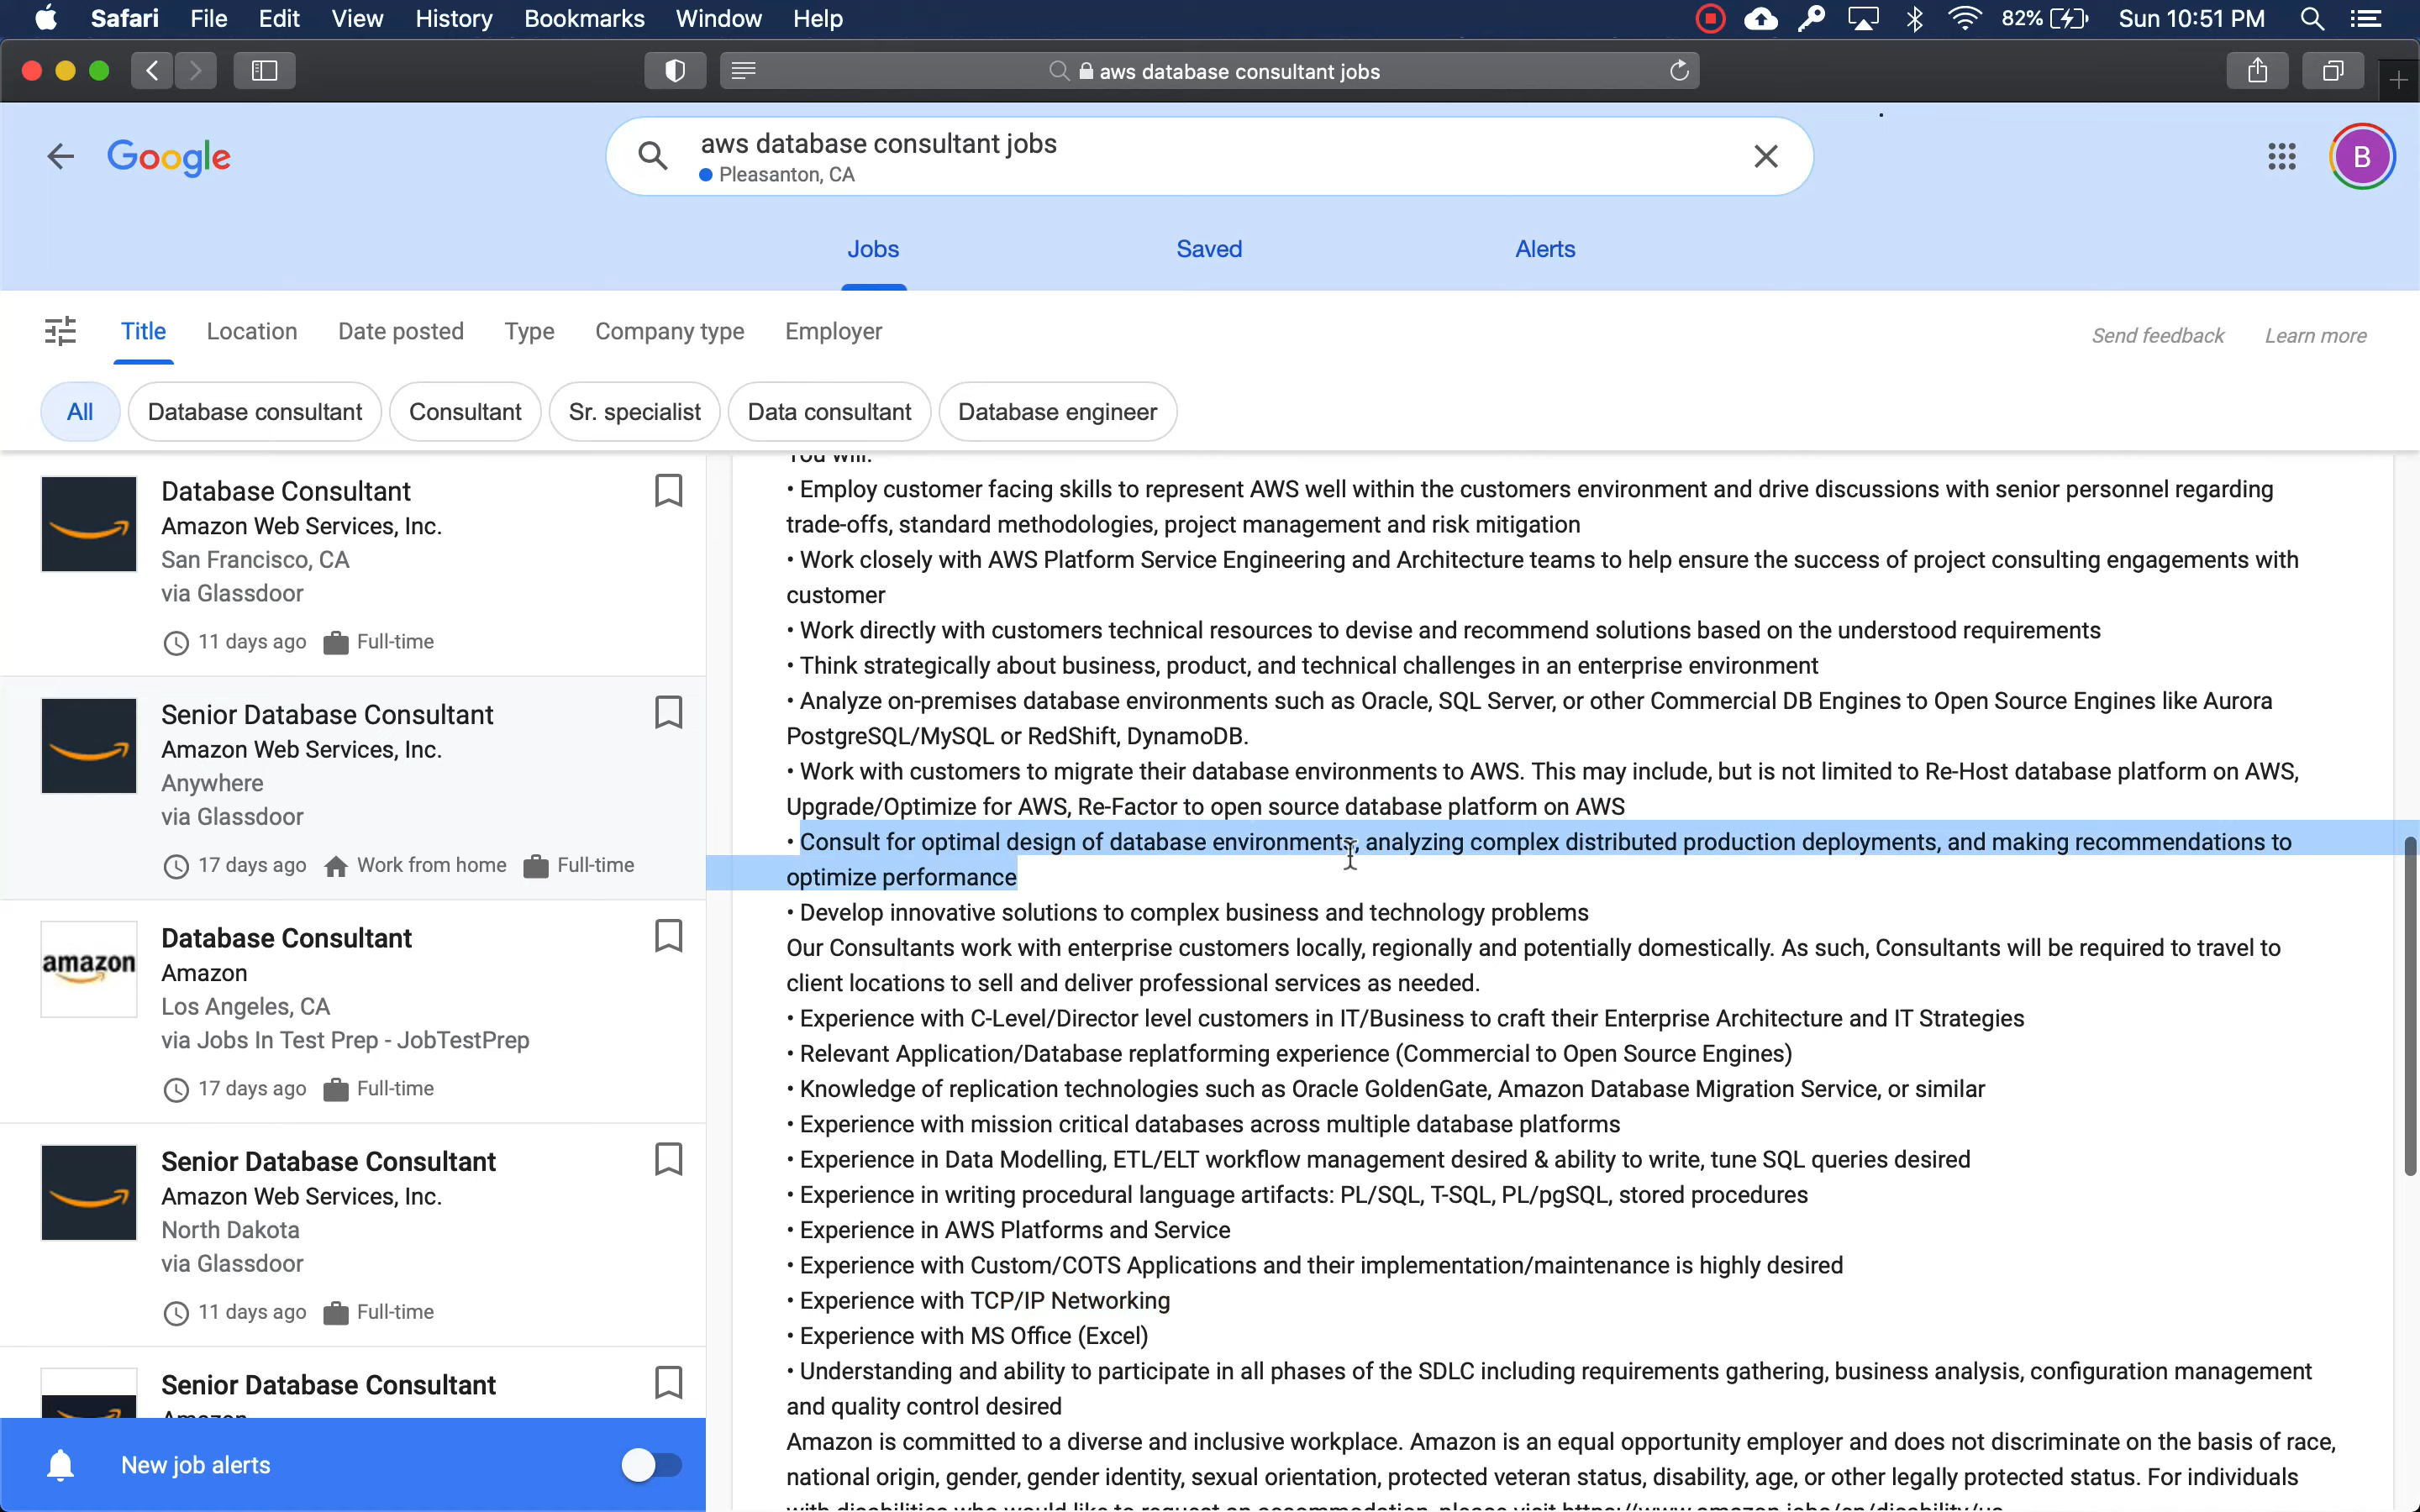 Safari File Edit View History Bookmarks Window Help 82% Sun 10:51 PM
aws database consultant jobs
Google
aws database consultant jobs
Pleasanton, CA
B
Jobs Saved Alerts
Title Location Date posted Type Company type Employer Send feedback Learn more
All Database consultant Consultant Sr. specialist Data consultant Database engineer
Database Consultant
Amazon Web Services, Inc.
San Francisco, CA
via Glassdoor
11 days ago Full-time
Senior Database Consultant
Amazon Web Services, Inc.
Anywhere
via Glassdoor
17 days ago Work from home Full-time
amazon
Database Consultant
Amazon
Los Angeles, CA
via Jobs In Test Prep - JobTestPrep
17 days ago Full-time
Senior Database Consultant
Amazon Web Services, Inc.
North Dakota
via Glassdoor
11 days ago Full-time
Senior Database Consultant
Amazon
New job alerts
You will:
• Employ customer facing skills to represent AWS well within the customers environment and drive discussions with senior personnel regarding
trade-offs, standard methodologies, project management and risk mitigation
• Work closely with AWS Platform Service Engineering and Architecture teams to help ensure the success of project consulting engagements with
customer
• Work directly with customers technical resources to devise and recommend solutions based on the understood requirements
• Think strategically about business, product, and technical challenges in an enterprise environment
• Analyze on-premises database environments such as Oracle, SQL Server, or other Commercial DB Engines to Open Source Engines like Aurora
PostgreSQL/MySQL or RedShift, DynamoDB.
• Work with customers to migrate their database environments to AWS. This may include, but is not limited to Re-Host database platform on AWS,
Upgrade/Optimize for AWS, Re-Factor to open source database platform on AWS
• Consult for optimal design of database environments, analyzing complex distributed production deployments, and making recommendations to
optimize performance
• Develop innovative solutions to complex business and technology problems
Our Consultants work with enterprise customers locally, regionally and potentially domestically. As such, Consultants will be required to travel to
client locations to sell and deliver professional services as needed.
• Experience with C-Level/Director level customers in IT/Business to craft their Enterprise Architecture and IT Strategies
• Relevant Application/Database replatforming experience (Commercial to Open Source Engines)
• Knowledge of replication technologies such as Oracle GoldenGate, Amazon Database Migration Service, or similar
• Experience with mission critical databases across multiple database platforms
• Experience in Data Modelling, ETL/ELT workflow management desired & ability to write, tune SQL queries desired
• Experience in writing procedural language artifacts: PL/SQL, T-SQL, PL/pgSQL, stored procedures
• Experience in AWS Platforms and Service
• Experience with Custom/COTS Applications and their implementation/maintenance is highly desired
• Experience with TCP/IP Networking
• Experience with MS Office (Excel)
• Understanding and ability to participate in all phases of the SDLC including requirements gathering, business analysis, configuration management
and quality control desired
Amazon is committed to a diverse and inclusive workplace. Amazon is an equal opportunity employer and does not discriminate on the basis of race,
national origin, gender, gender identity, sexual orientation, protected veteran status, disability, age, or other legally protected status. For individuals
with disabilities who would like to request an accommodation, please visit https://www.amazon.jobs/en/disability/us